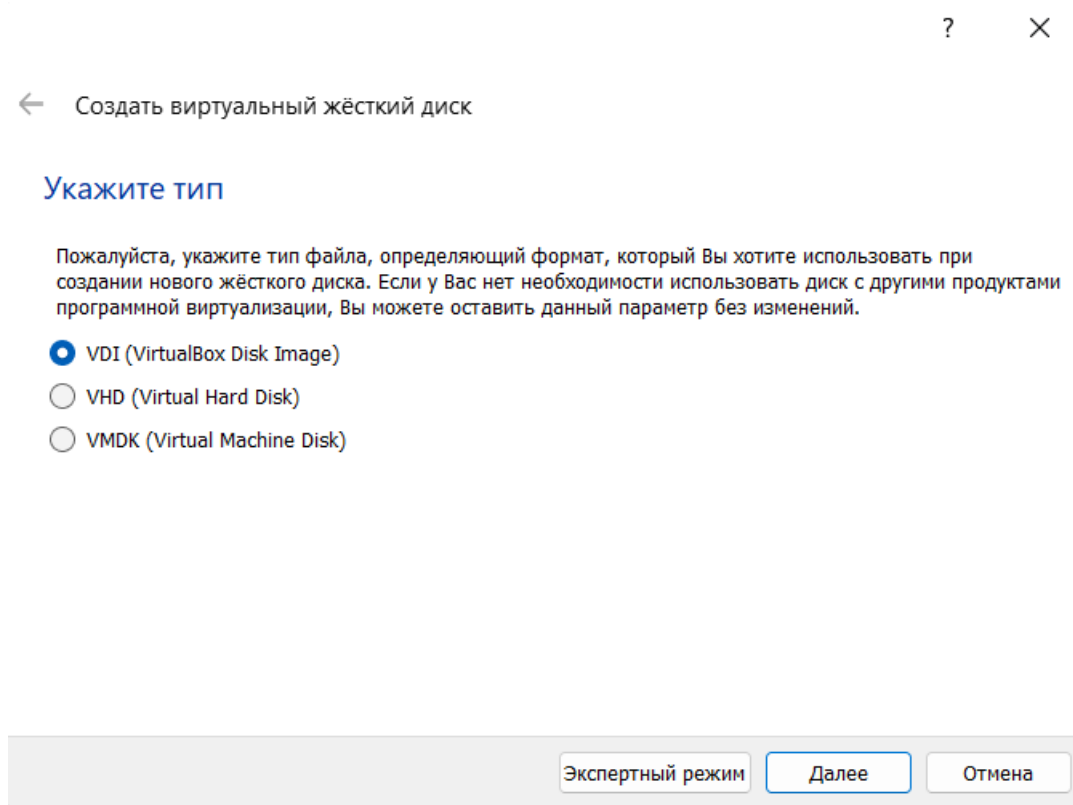 ?
Создать виртуальный жёсткий диск
Укажите тип
Пожалуйста, укажите тип файла, определяющий формат, который Вы хотите использовать при
создании нового жёсткого диска. Если у Вас нет необходимости использовать диск с другими продуктами
программной виртуализации, Вы можете оставить данный параметр без изменений.
VDI (VirtualBox Disk Image)
VHD (Virtual Hard Disk)
VMDK (Virtual Machine Disk)
Экспертный режим Далее Отмена